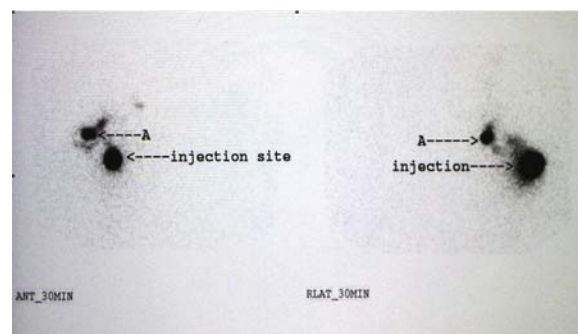 <----A
<----injection site
ANT_30MIN
A----->
injection---->
RLAT_30MIN